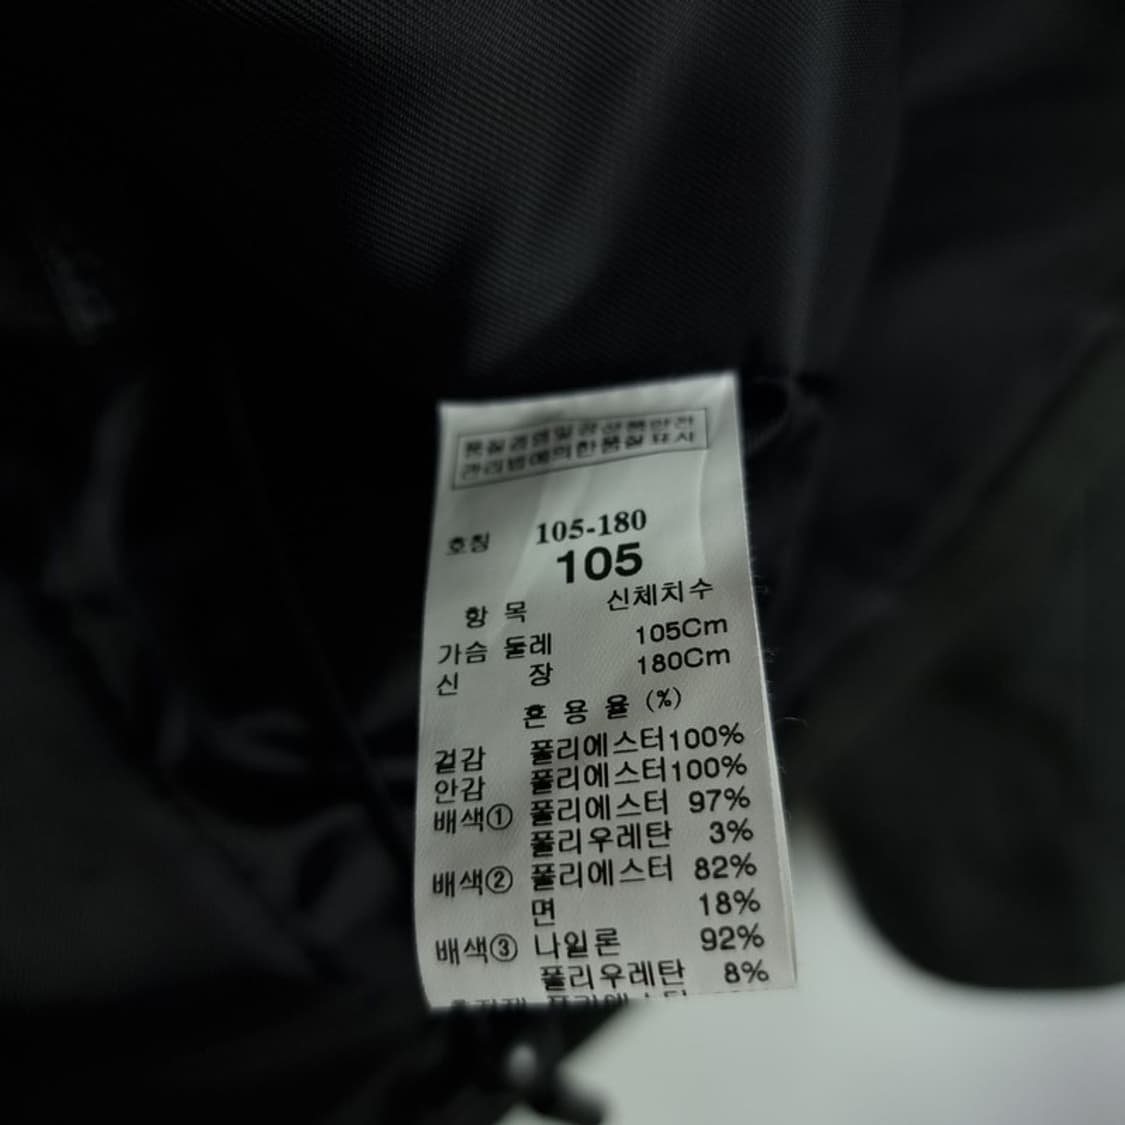 품질경영및공산품안전
관리법에의한품질표시
호칭 105-180
105
항 목 신체치수
가슴 둘레 105Cm
신 장 180Cm
혼 용 율 (%)
겉감 폴리에스터100%
안감 폴리에스터100%
배색① 폴리에스터 97%
폴리우레탄 3%
배색② 폴리에스터 82%
면 18%
배색③ 나일론 92%
폴리우레탄 8%